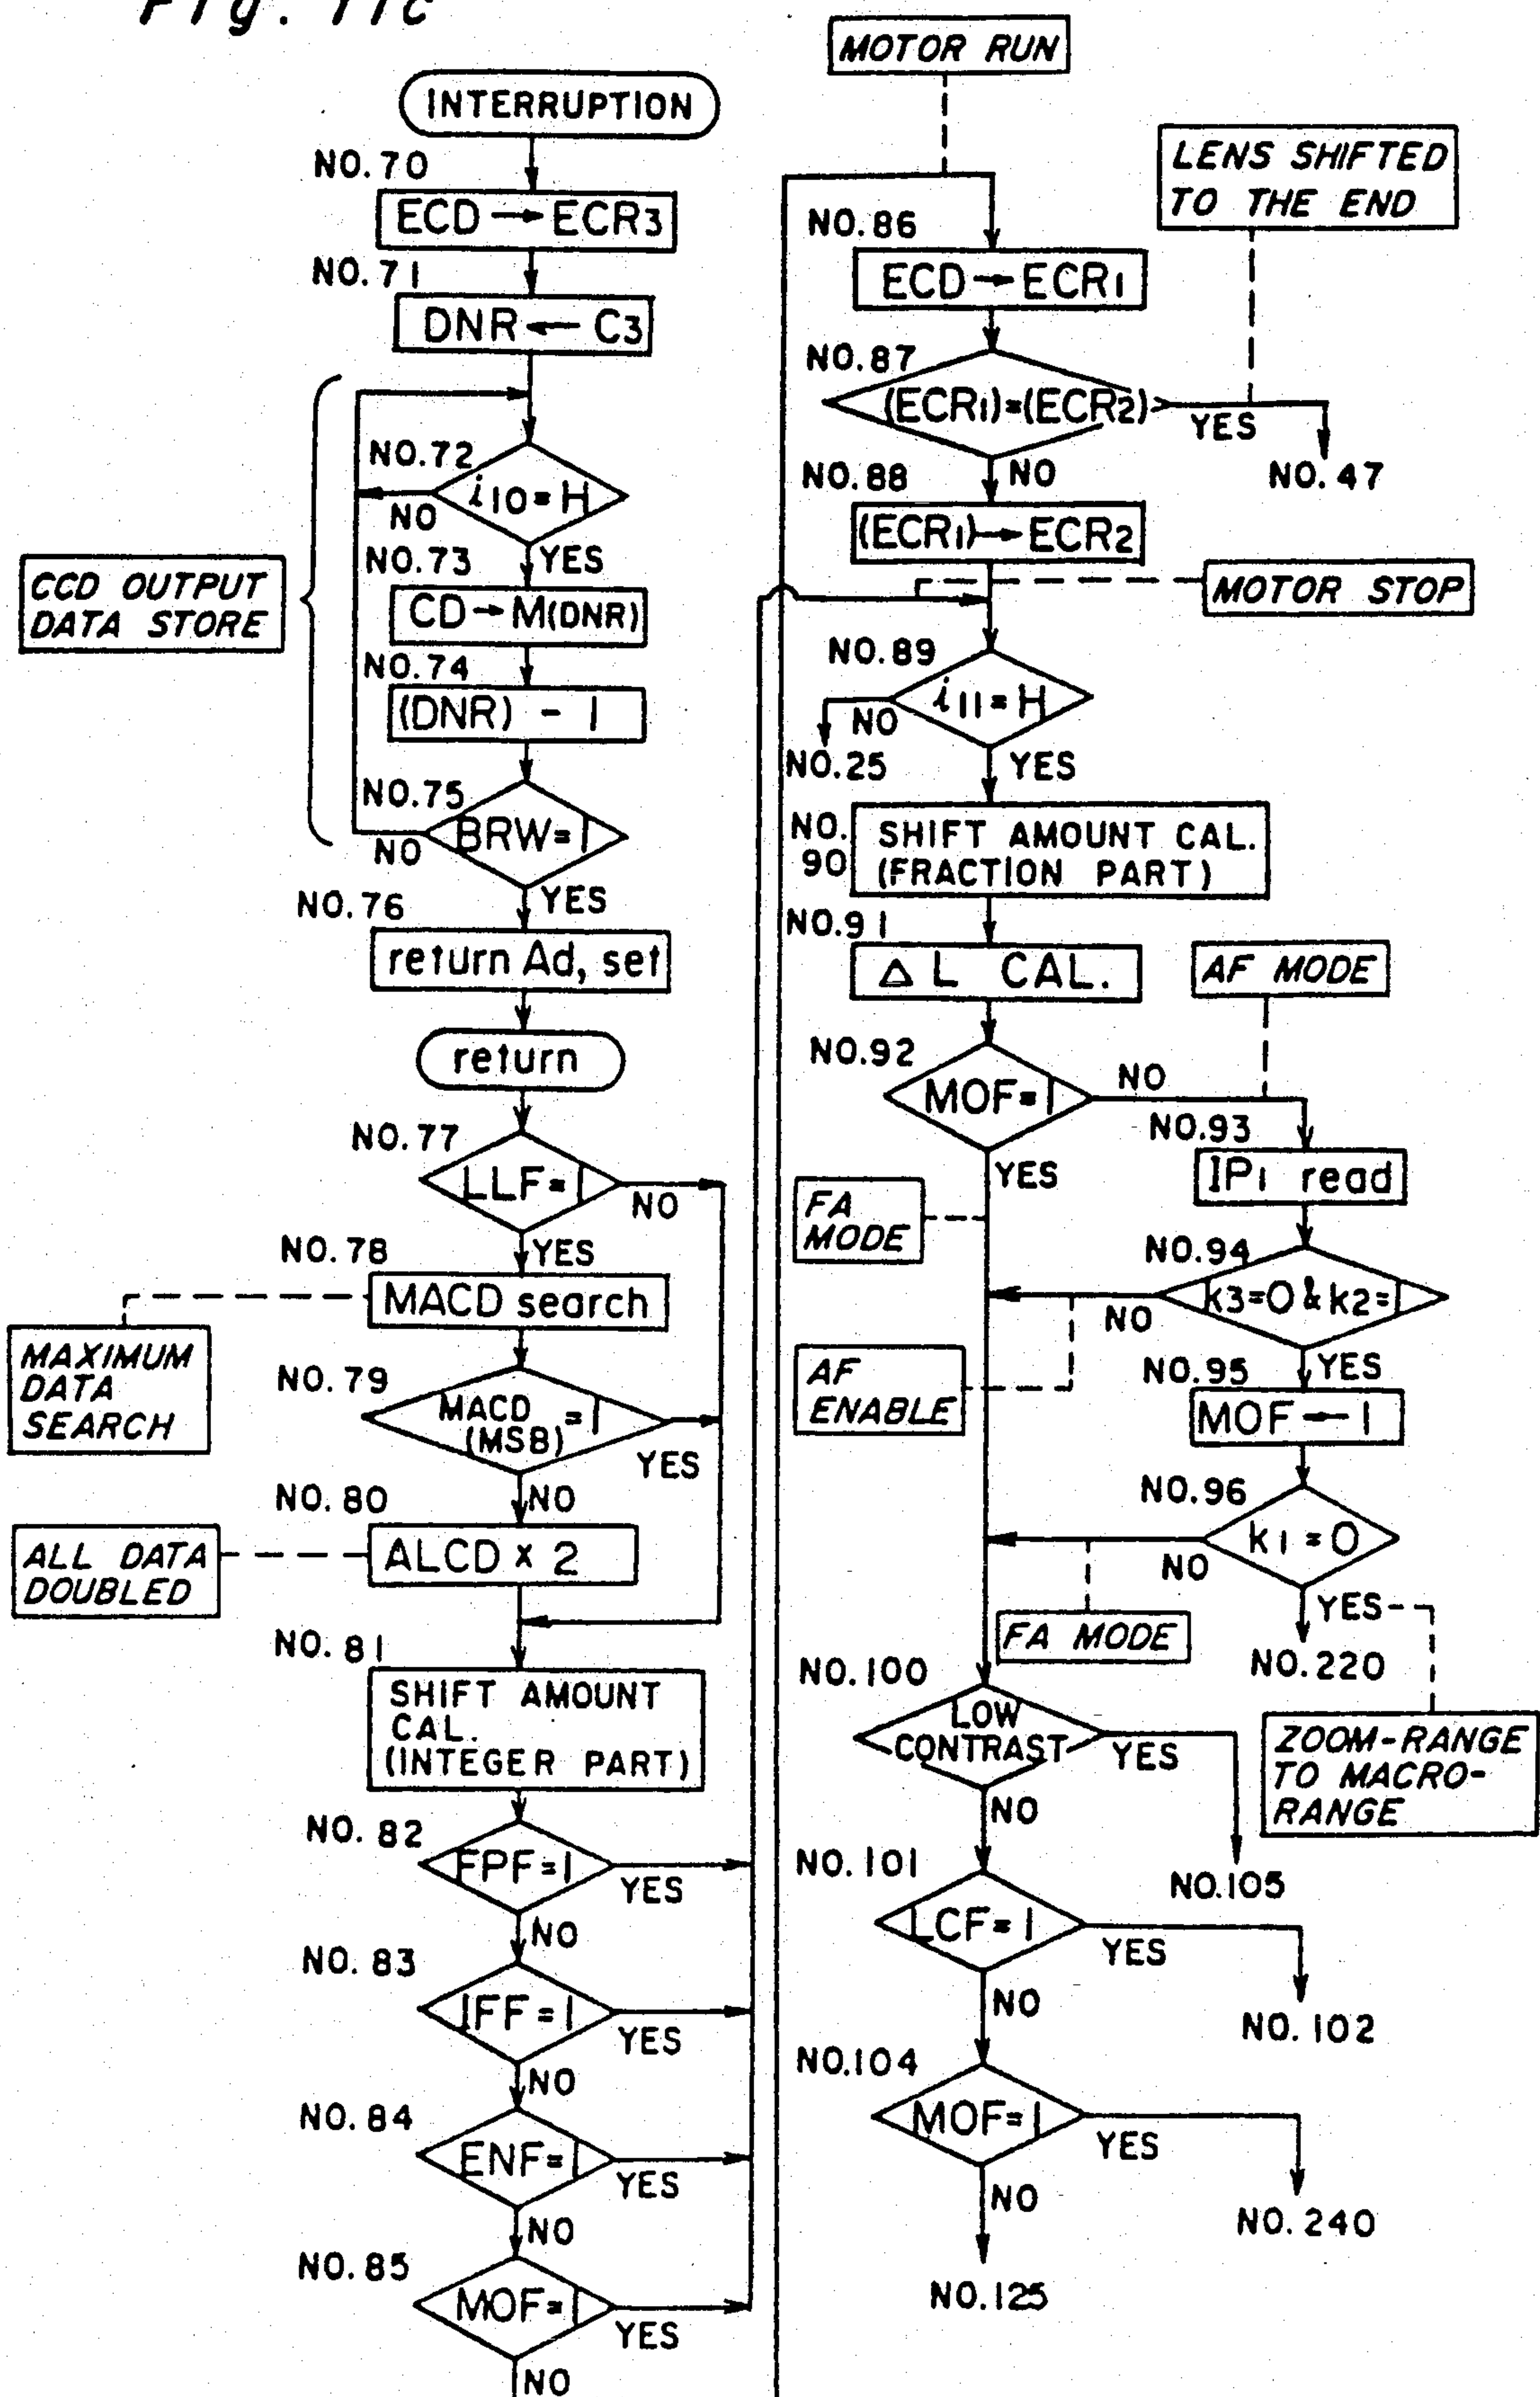 Fig. 11c
INTERRUPTION
NO.70
ECD → ECR3
NO.71
DNR ← C3
NO.72
i10=H
NO
YES
NO.73
CD → M(DNR)
NO.74
(DNR) - 1
NO.75
BRW=1
NO
YES
CCD OUTPUT
DATA STORE
NO.76
return Ad, set
return
NO.77
LLF=1
NO
YES
NO.78
MACD search
MAXIMUM
DATA
SEARCH
NO.79
MACD
(MSB)
=1
YES
NO
NO.80
ALCD x 2
ALL DATA
DOUBLED
NO.81
SHIFT AMOUNT
CAL.
(INTEGER PART)
NO. 82
FPF=1
YES
NO
NO. 83
IFF=1
YES
NO
NO. 84
ENF=1
YES
NO
NO. 85
MOF=1
YES
NO
MOTOR RUN
LENS SHIFTED
TO THE END
NO.86
ECD → ECR1
NO.87
(ECR1)=(ECR2)
YES
NO. 47
NO
NO.88
(ECR1) → ECR2
MOTOR STOP
NO.89
i11=H
NO
NO.25
YES
NO.
90
SHIFT AMOUNT CAL.
(FRACTION PART)
NO.91
△ L CAL.
AF MODE
NO.92
MOF=1
NO
YES
FA
MODE
NO.93
IP1 read
NO.94
k3=0 & k2=1
NO
YES
AF
ENABLE
NO.95
MOF ← 1
NO.96
k1=0
NO
YES
FA MODE
NO.220
ZOOM-RANGE
TO MACRO-
RANGE
NO.100
LOW
CONTRAST
YES
NO
NO.105
NO.101
LCF=1
YES
NO
NO. 102
NO.104
MOF=1
YES
NO
NO. 240
NO.125